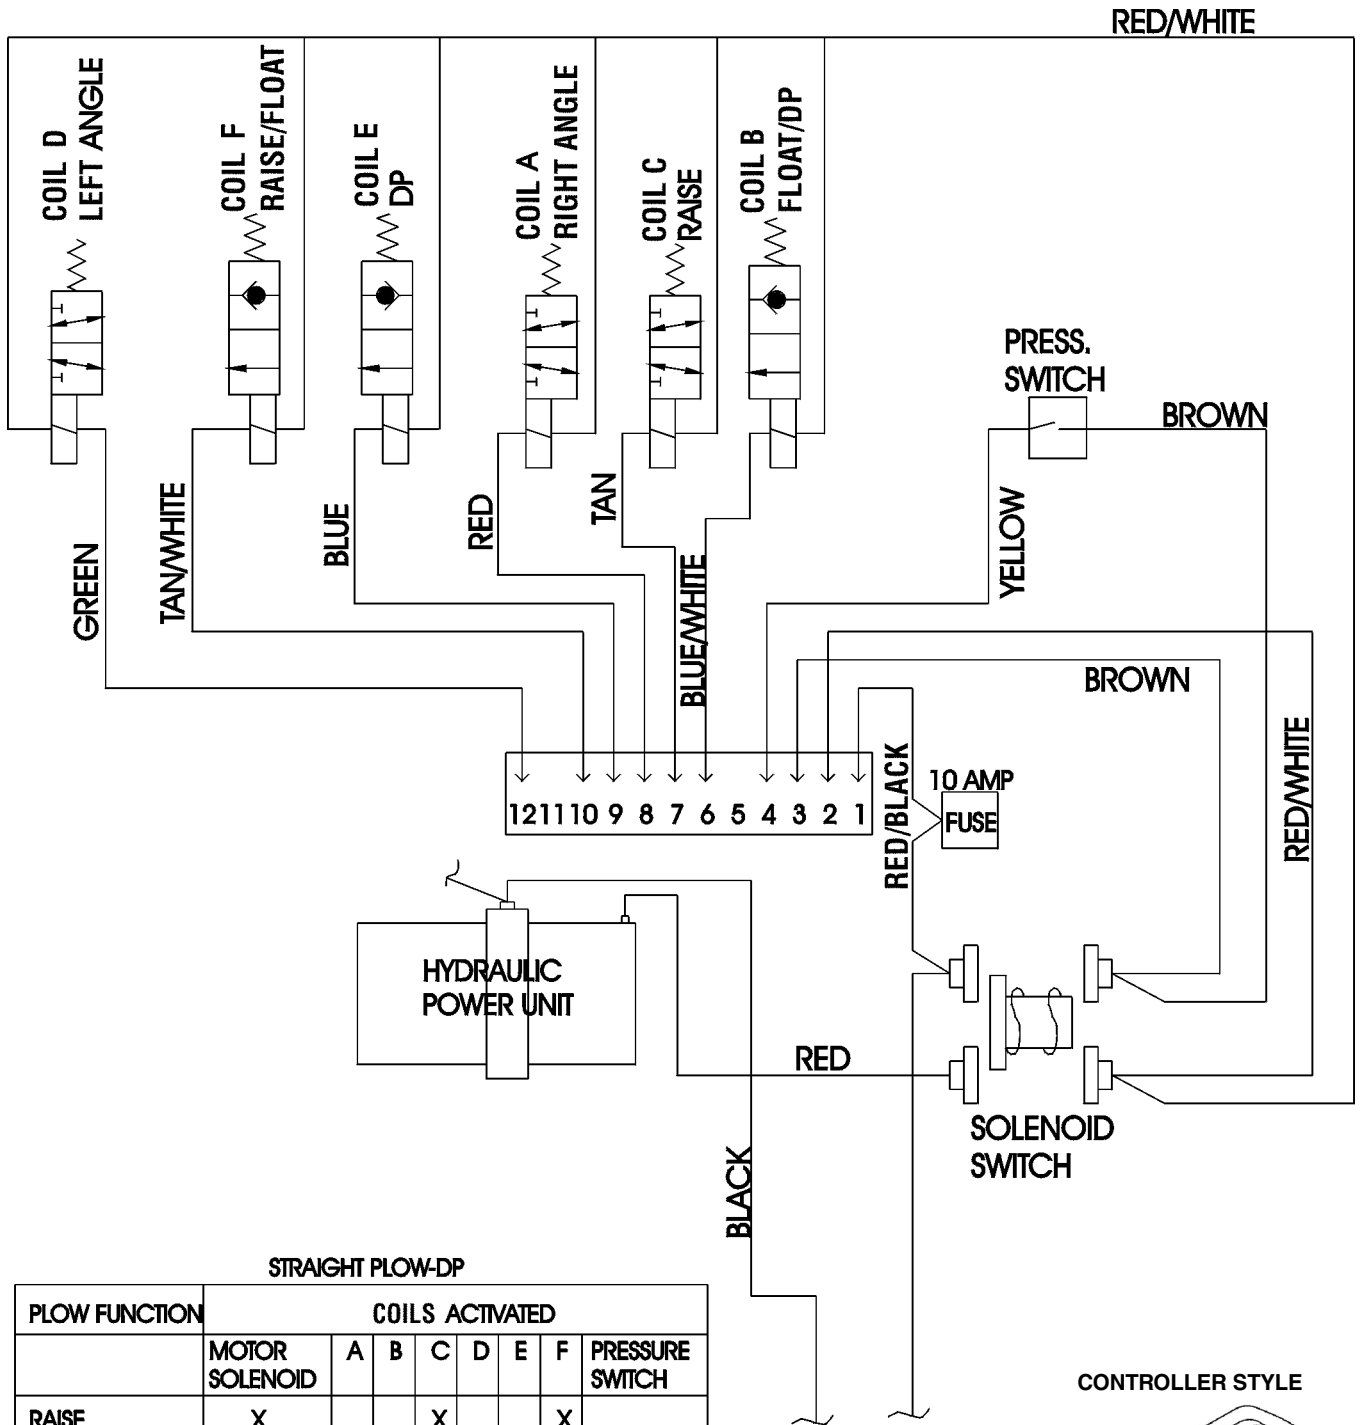 RED/WHITE
COIL D
LEFT ANGLE
COIL F
RAISE/FLOAT
COIL E
DP
COIL A
RIGHT ANGLE
COIL C
RAISE
COIL B
FLOAT/DP
PRESS.
SWITCH
BROWN
GREEN
TAN/WHITE
BLUE
RED
TAN
BLUE/WHITE
YELLOW
BROWN
RED/WHITE
RED/BLACK
10 AMP
FUSE
12 11 10 9 8 7 6 5 4 3 2 1
HYDRAULIC
POWER UNIT
RED
SOLENOID
SWITCH
BLACK
STRAIGHT PLOW-DP
PLOW FUNCTION COILS ACTIVATED
MOTOR SOLENOID A B C D E F PRESSURE SWITCH
RAISE X X X
CONTROLLER STYLE